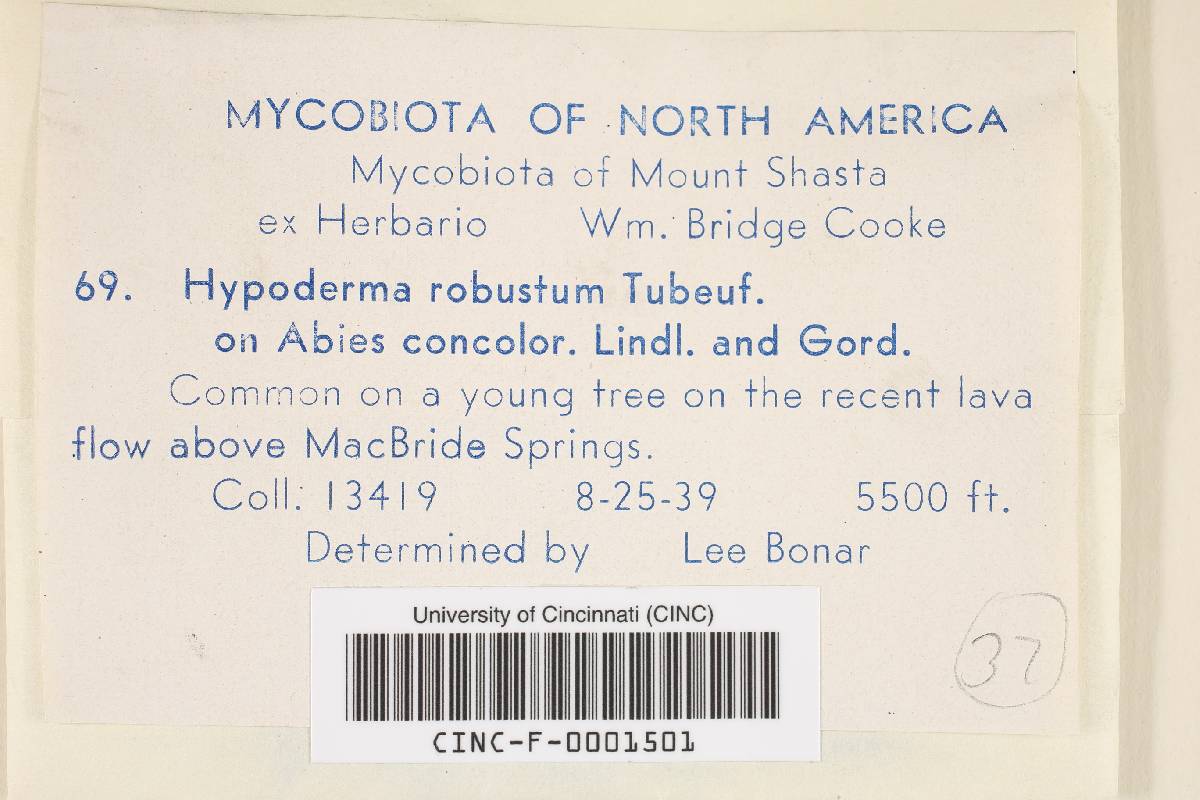 MYCOBIOTA OF NORTH AMERICA
Mycobiota of Mount Shasta
ex Herbario Wm. Bridge Cooke
69. Hypoderma robustum Tubeuf.
on Abies concolor. Lindl. and Gord.
Common on a young tree on the recent lava
flow above MacBride Springs.
Coll. 13419 8-25-39 5500 ft.
Determined by Lee Bonar
University of Cincinnati (CINC)
CINC-F-0001501
37